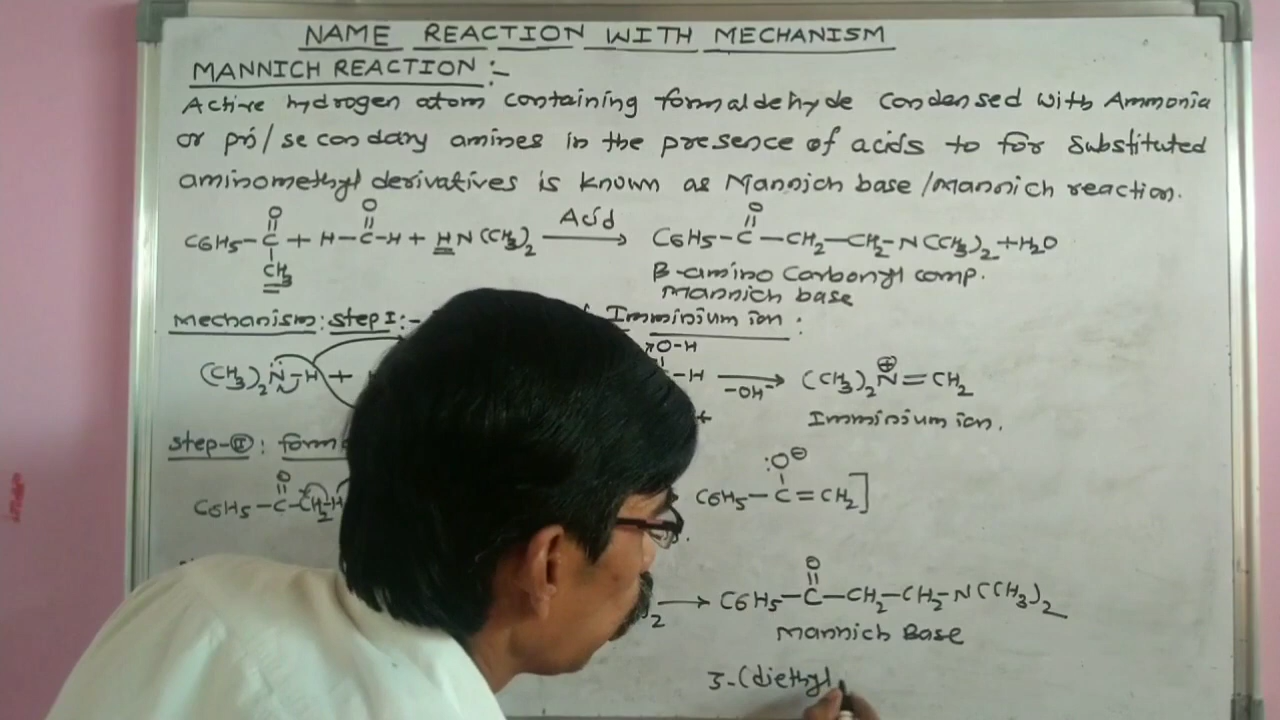 NAME REACTION WITH MECHANISM
MANNICH REACTION :-
Active hydrogen atom containing formaldehyde condensed with Ammonia
or pri/secondary amines in the presence of acids to for substituted
aminomethyl derivatives is known as Mannich base/mannich reaction.
C6H5-C(=O)(-CH3) + H-C(=O)-H + HN(CH3)2 —Acid→ C6H5-C(=O)-CH2-CH2-N(CH3)2 + H2O
β-amino Carbonyl comp.
mannich base
Mechanism: step I:- Imminium ion :
(CH3)2N̈-H + O-H -H —(-OH⁻)→ (CH3)2N⊕=CH2
Imminium ion.
step-II: form
C6H5-C(=O)-CH2-H C6H5-C(-:O⊖)=CH2]
)2 → C6H5-C(=O)-CH2-CH2-N(CH3)2
Mannich Base
3-(diethyl